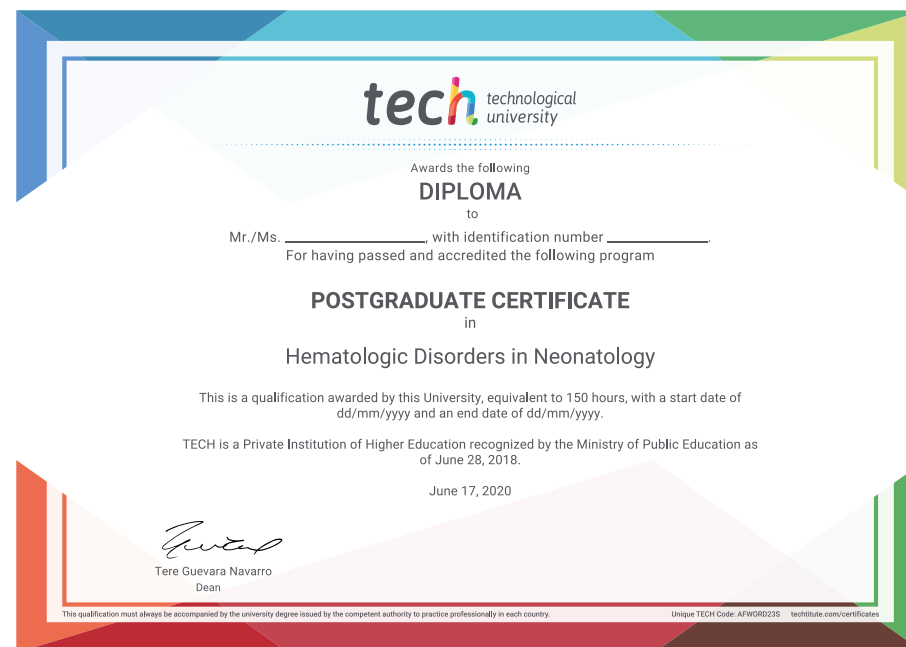 tech technological
university
Awards the following
DIPLOMA
to
Mr./Ms. ____________________, with identification number ______________.
For having passed and accredited the following program
POSTGRADUATE CERTIFICATE
in
Hematologic Disorders in Neonatology
This is a qualification awarded by this University, equivalent to 150 hours, with a start date of
dd/mm/yyyy and an end date of dd/mm/yyyy.
TECH is a Private Institution of Higher Education recognized by the Ministry of Public Education as
of June 28, 2018.
June 17, 2020
Tere Guevara Navarro
Dean
This qualification must always be accompanied by the university degree issued by the competent authority to practice professionally in each country. Unique TECH Code: AFWORD23S techtitute.com/certificates